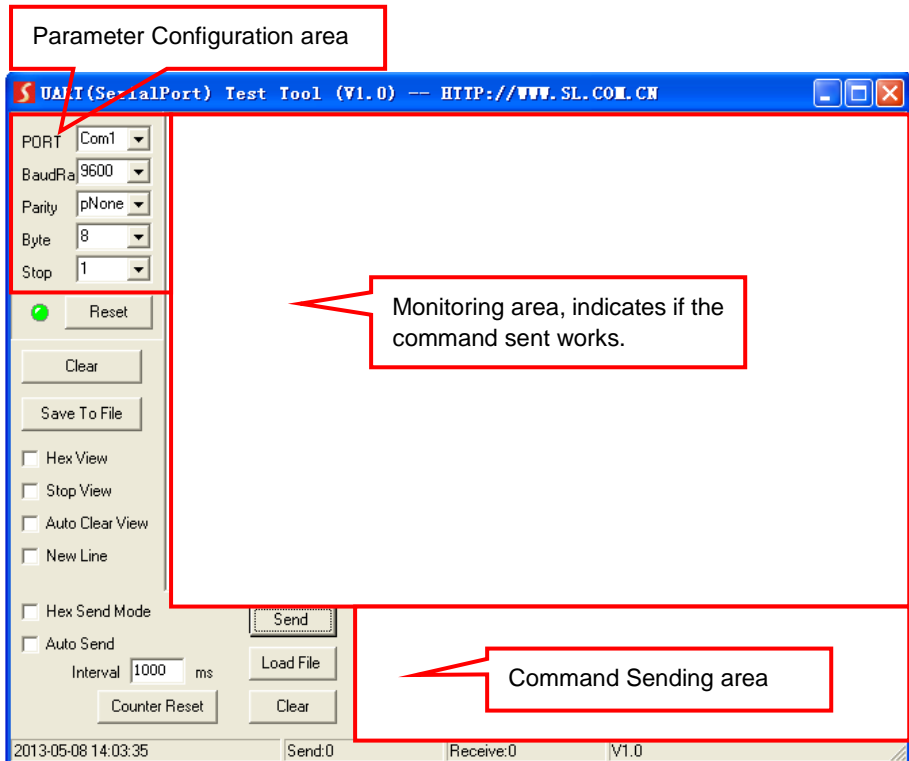 Parameter Configuration area
UART(SerialPort) Test Tool (V1.0) -- HTTP://WWW.SL.COM.CN
PORT Com1
BaudRa 9600
Parity pNone
Byte 8
Stop 1
Reset
Monitoring area, indicates if the
command sent works.
Clear
Save To File
Hex View
Stop View
Auto Clear View
New Line
Hex Send Mode
Send
Auto Send
Interval 1000 ms
Load File
Command Sending area
Counter Reset
Clear
2013-05-08 14:03:35 Send:0 Receive:0 V1.0